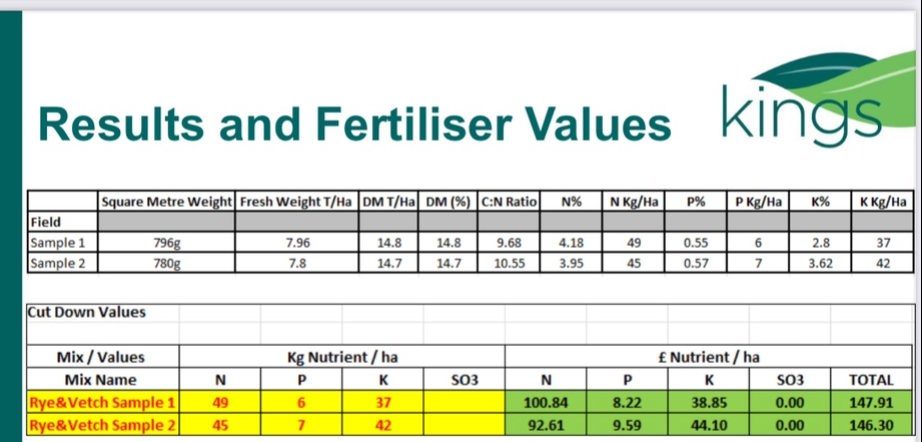 kings
Results and Fertiliser Values
Square Metre Weight Fresh Weight T/Ha DM T/Ha DM (%) C:N Ratio N% N Kg/Ha P% P Kg/Ha K% K Kg/Ha
Field
Sample 1 796g 7.96 14.8 14.8 9.68 4.18 49 0.55 6 2.8 37
Sample 2 780g 7.8 14.7 14.7 10.55 3.95 45 0.57 7 3.62 42
Cut Down Values
Mix / Values Kg Nutrient / ha £ Nutrient / ha
Mix Name N P K SO3 N P K SO3 TOTAL
Rye&Vetch Sample 1 49 6 37 100.84 8.22 38.85 0.00 147.91
Rye&Vetch Sample 2 45 7 42 92.61 9.59 44.10 0.00 146.30